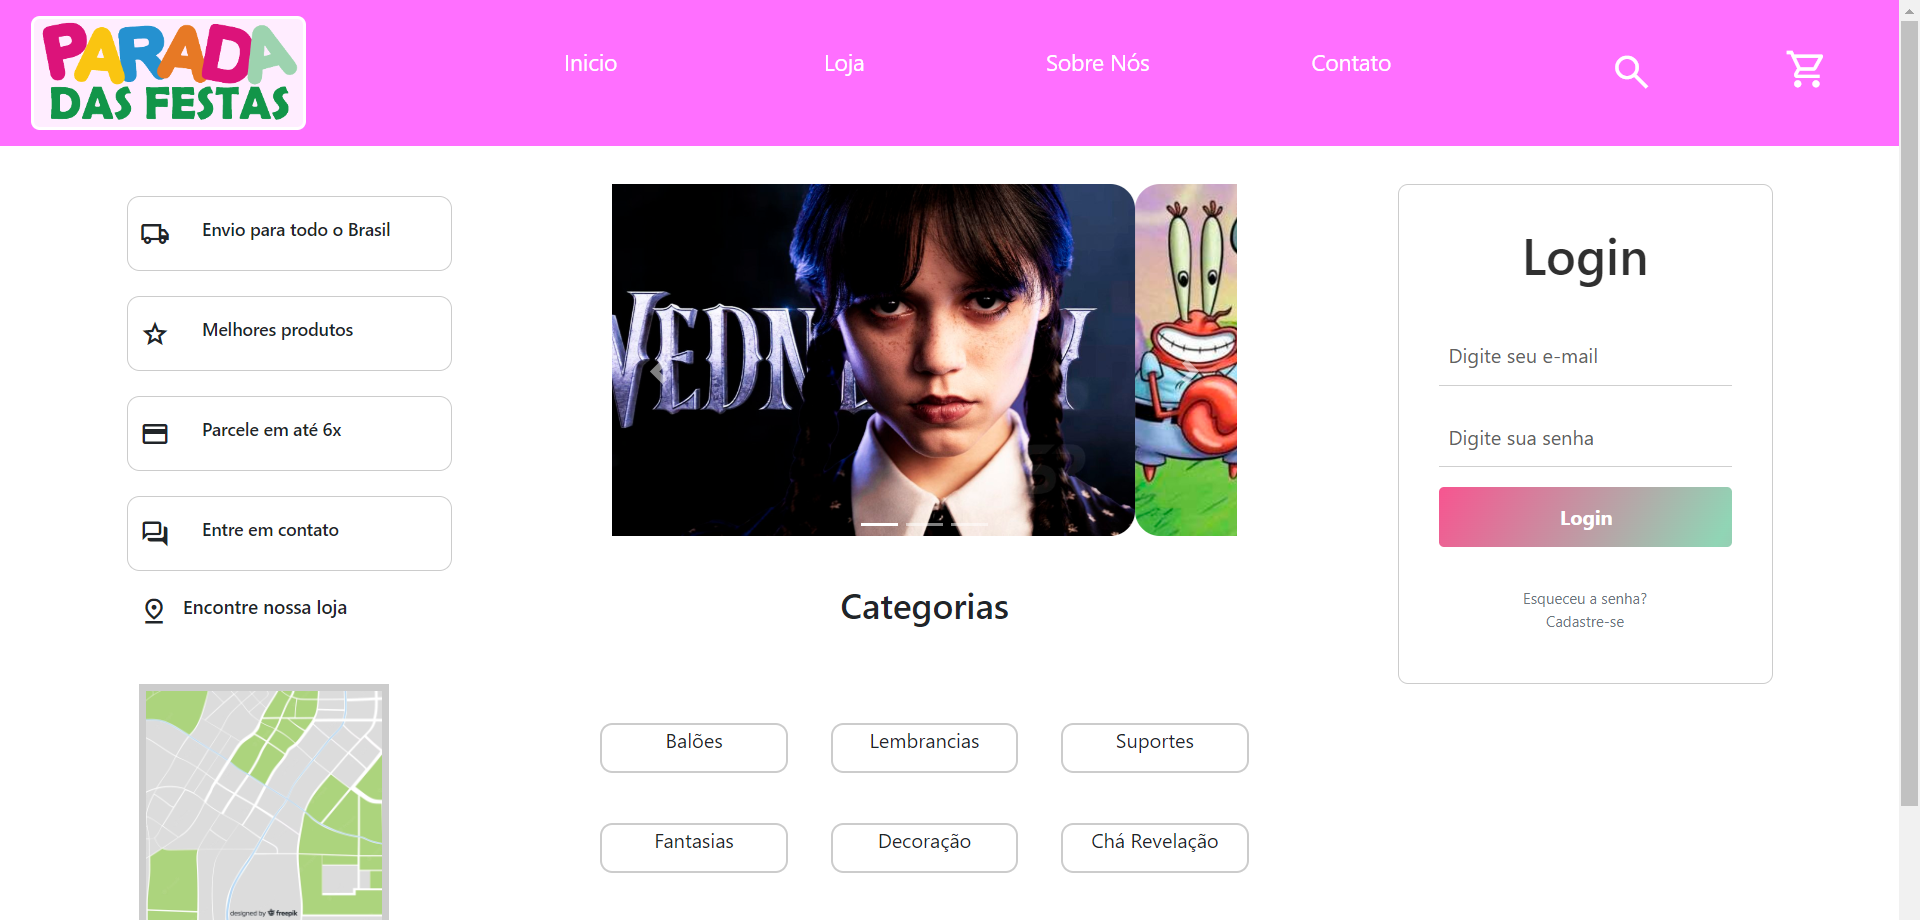 PARADA
DAS FESTAS
Inicio
Loja
Sobre Nós
Contato
Envio para todo o Brasil
Melhores produtos
Parcele em até 6x
Entre em contato
Encontre nossa loja
designed by freepik
WEDN Y
Categorias
Balões
Lembrancias
Suportes
Fantasias
Decoração
Chá Revelação
Login
Digite seu e-mail
Digite sua senha
Login
Esqueceu a senha?
Cadastre-se